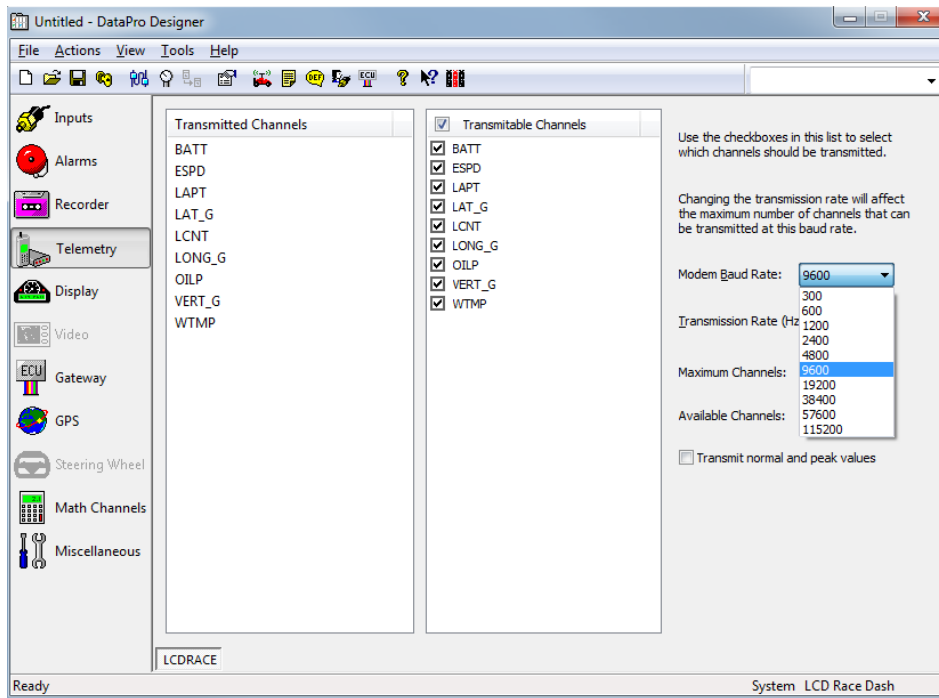 Untitled - DataPro Designer
File Actions View Tools Help
DEF
ECU
Inputs
Alarms
Recorder
Telemetry
Display
Video
ECU
Gateway
GPS
Steering Wheel
Math Channels
Miscellaneous
Transmitted Channels
BATT
ESPD
LAPT
LAT_G
LCNT
LONG_G
OILP
VERT_G
WTMP
Transmitable Channels
BATT
ESPD
LAPT
LAT_G
LCNT
LONG_G
OILP
VERT_G
WTMP
Use the checkboxes in this list to select
which channels should be transmitted.
Changing the transmission rate will affect
the maximum number of channels that can
be transmitted at this baud rate.
Modem Baud Rate: 9600
300
600
1200
2400
4800
9600
19200
38400
57600
115200
Transmission Rate (Hz
Maximum Channels:
Available Channels:
Transmit normal and peak values
LCDRACE
Ready
System LCD Race Dash